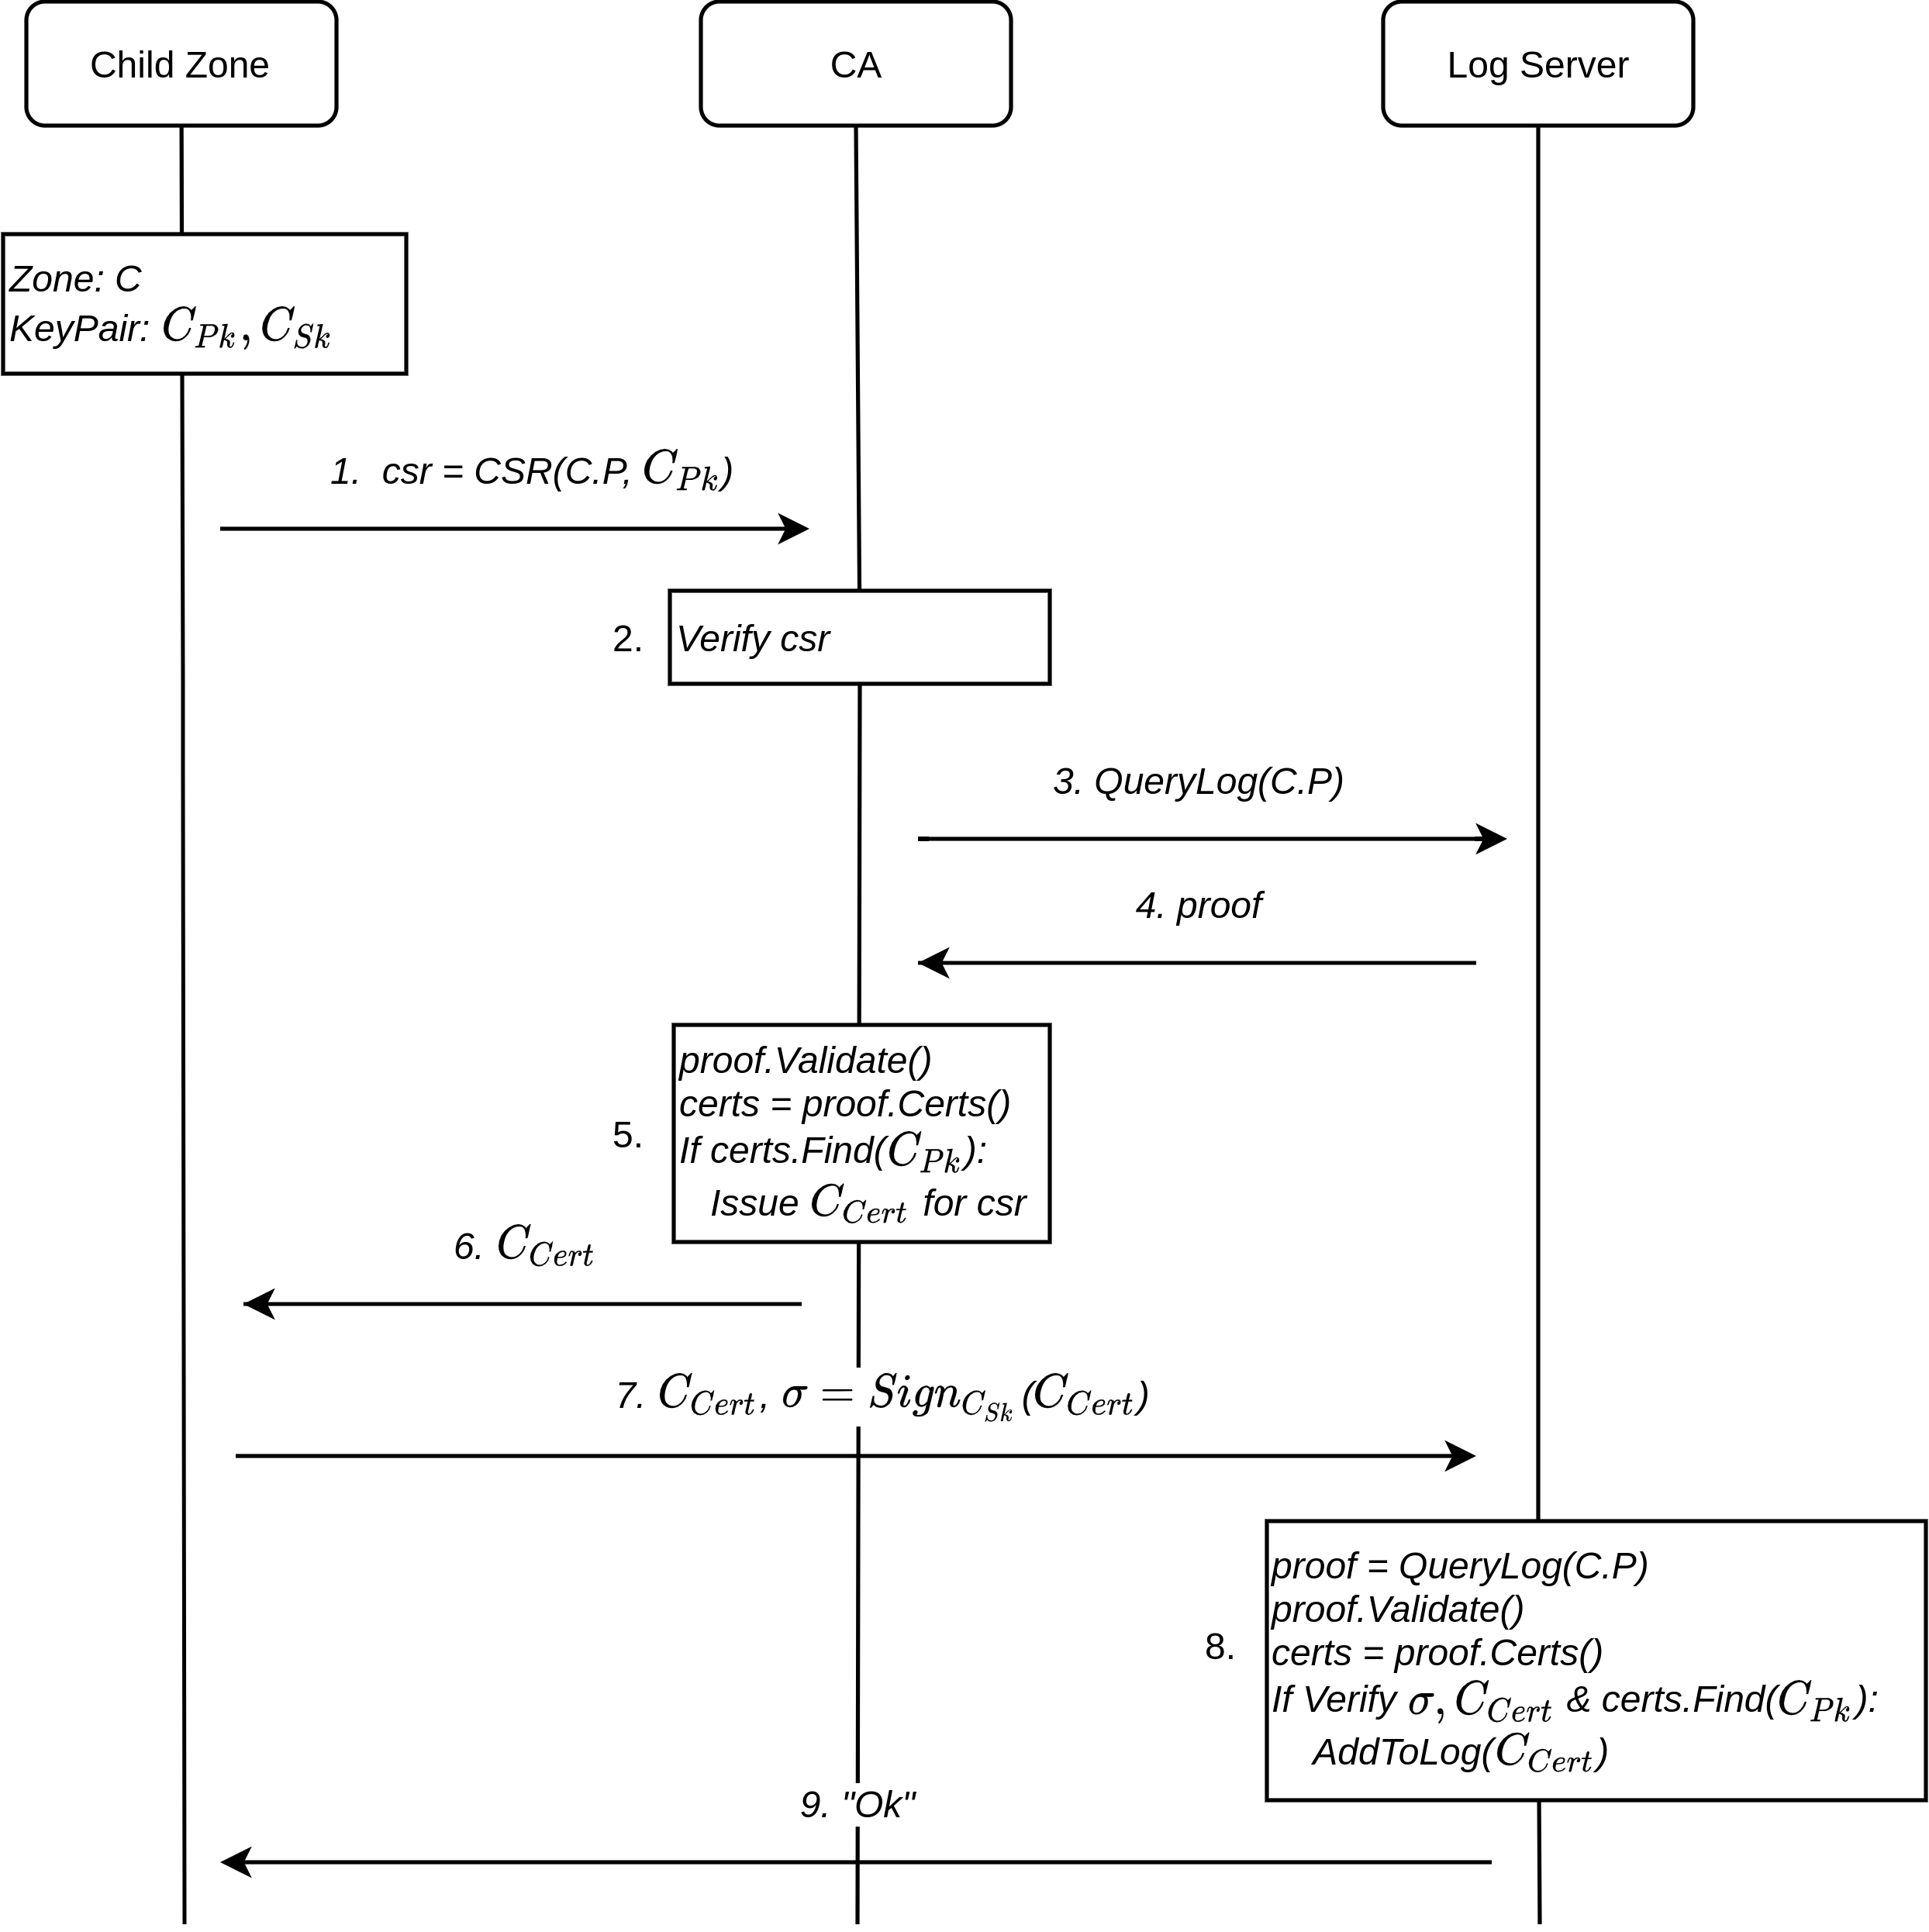 Child Zone
CA
Log Server
Zone: C
KeyPair: $C_{Pk}, C_{Sk}$
1. csr = CSR(C.P, $C_{Pk}$)
2.
Verify csr
3. QueryLog(C.P)
4. proof
5.
proof.Validate()
certs = proof.Certs()
If certs.Find($C_{Pk}$):
Issue $C_{Cert}$ for csr
6. $C_{Cert}$
7. $C_{Cert}$, $\sigma = Sign_{C_{Sk}}$($C_{Cert}$)
8.
proof = QueryLog(C.P)
proof.Validate()
certs = proof.Certs()
If Verify $\sigma, C_{Cert}$ & certs.Find($C_{Pk}$):
AddToLog($C_{Cert}$)
9. "Ok"